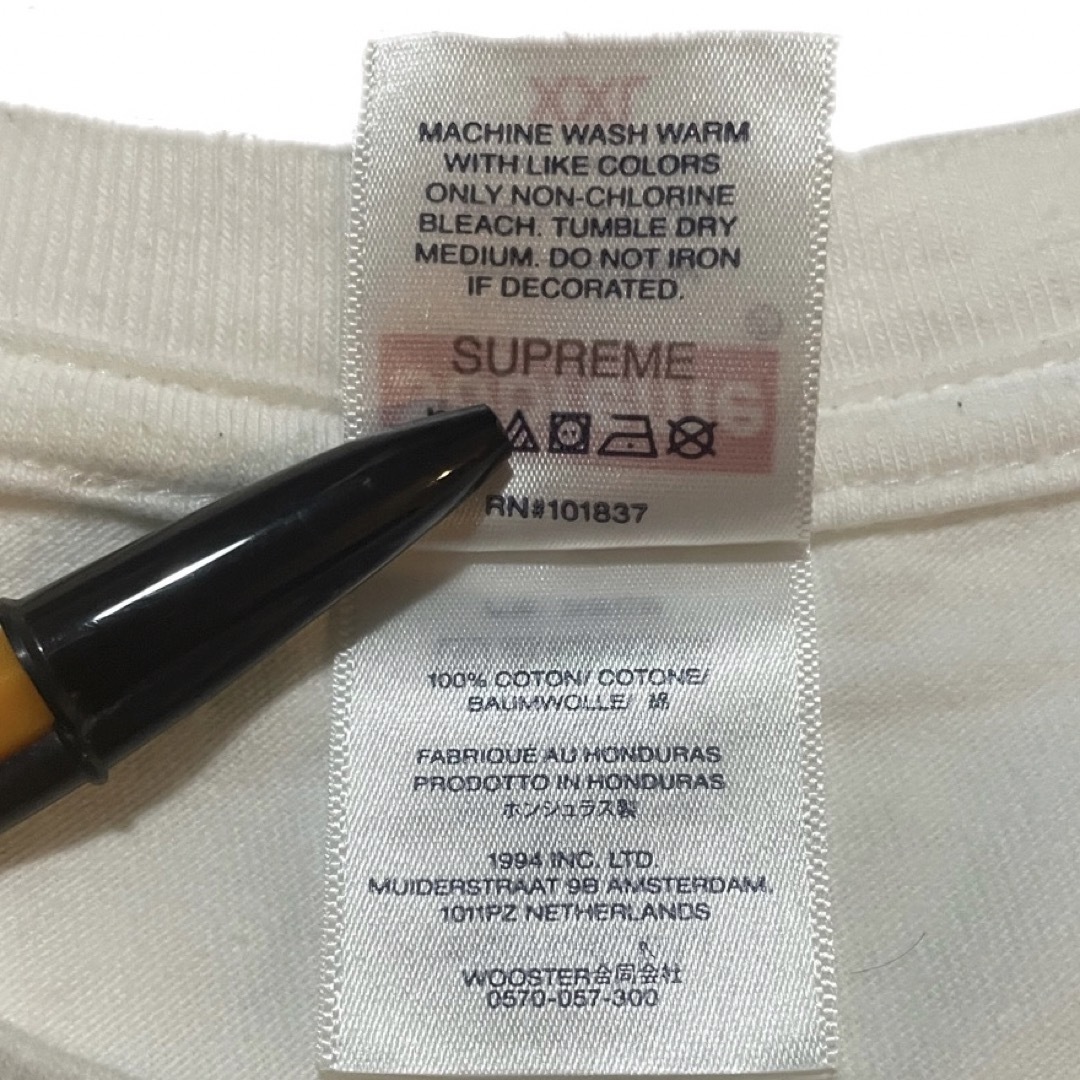 MACHINE WASH WARM
WITH LIKE COLORS
ONLY NON-CHLORINE
BLEACH. TUMBLE DRY
MEDIUM. DO NOT IRON
IF DECORATED.
SUPREME
RN#101837
100% COTON/ COTONE/
BAUMWOLLE/ 綿
FABRIQUE AU HONDURAS
PRODOTTO IN HONDURAS
ホンジュラス製
1994 INC. LTD.
MUIDERSTRAAT 9B AMSTERDAM,
1011PZ NETHERLANDS
WOOSTER合同会社
0570-057-300